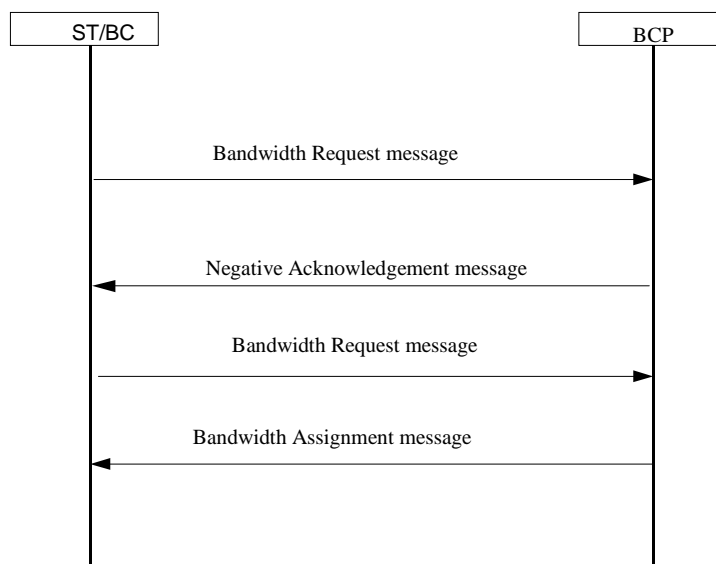 ST/BC
BCP
Bandwidth Request message
Negative Acknowledgement message
Bandwidth Request message
Bandwidth Assignment message